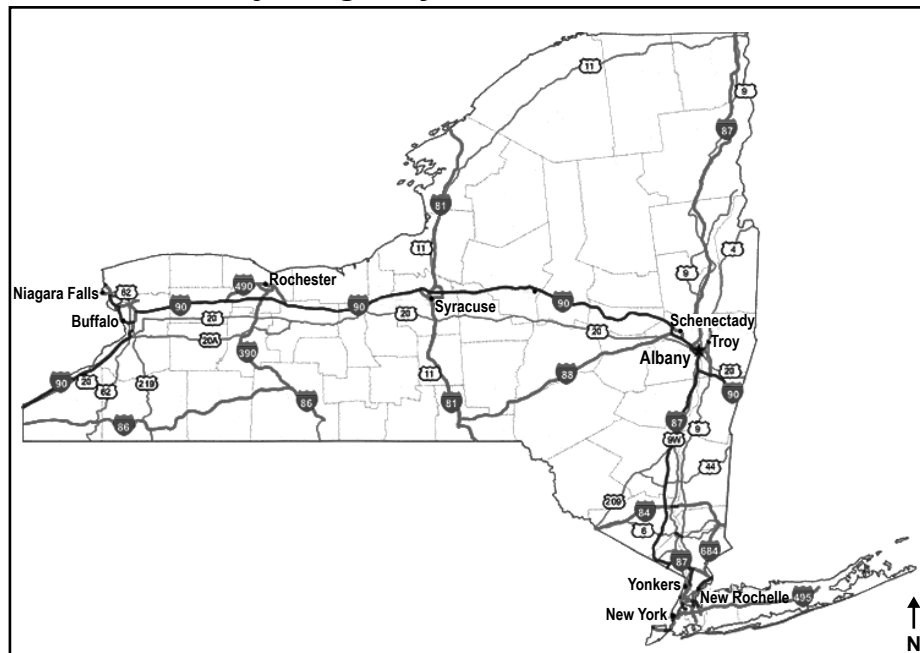 11
9
87
81
4
11
9
Niagara Falls
62
490
Rochester
90
90
Syracuse
90
Buffalo
20
20
20
Schenectady
Troy
20A
Albany
390
90
20
62
219
11
88
20
90
86
81
86
87
9W
9
44
209
84
6
87
684
Yonkers
New Rochelle
495
New York
N